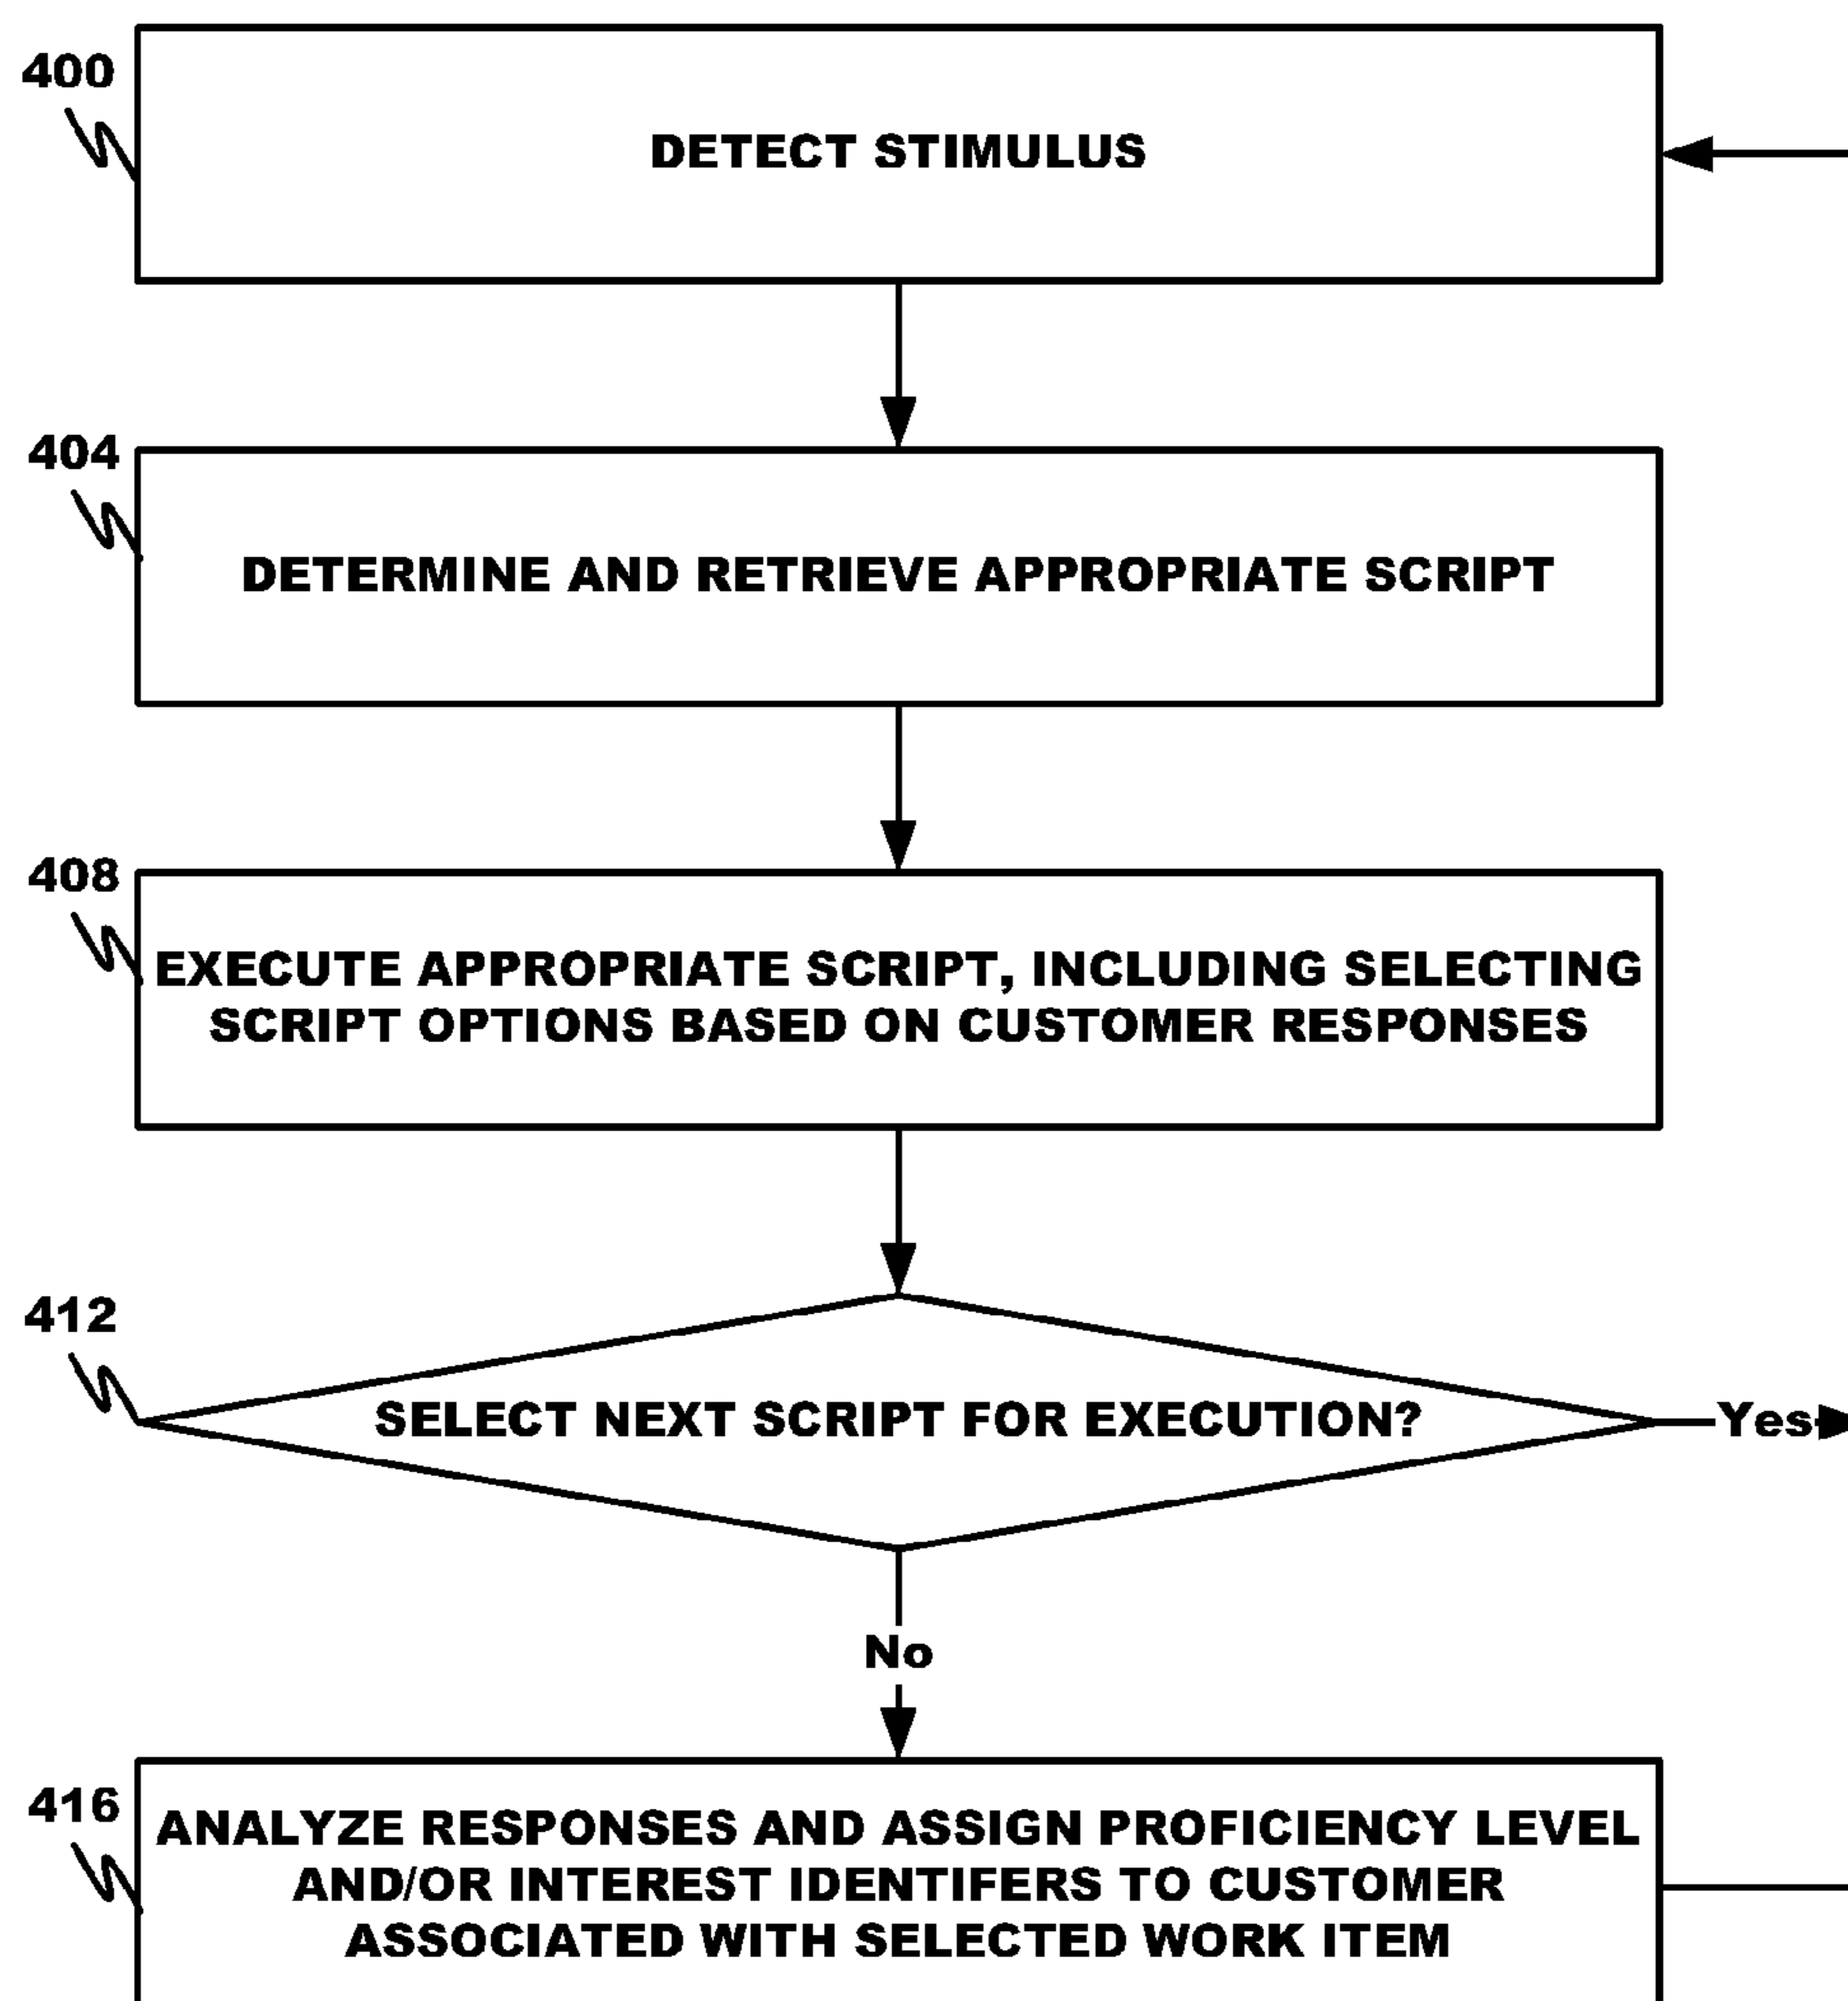 400
DETECT STIMULUS
404
DETERMINE AND RETRIEVE APPROPRIATE SCRIPT
408
EXECUTE APPROPRIATE SCRIPT, INCLUDING SELECTING
SCRIPT OPTIONS BASED ON CUSTOMER RESPONSES
412
SELECT NEXT SCRIPT FOR EXECUTION?
Yes
No
416
ANALYZE RESPONSES AND ASSIGN PROFICIENCY LEVEL
AND/OR INTEREST IDENTIFERS TO CUSTOMER
ASSOCIATED WITH SELECTED WORK ITEM